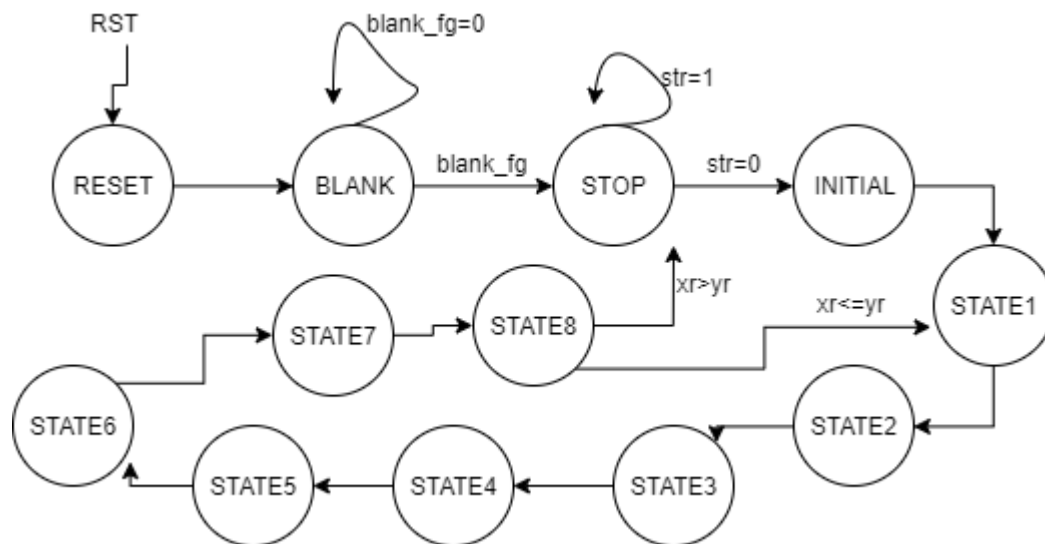 RST
blank_fg=0
str=1
RESET
BLANK
blank_fg
STOP
str=0
INITIAL
STATE7
STATE8
xr>yr
xr<=yr
STATE1
STATE6
STATE5
STATE4
STATE3
STATE2